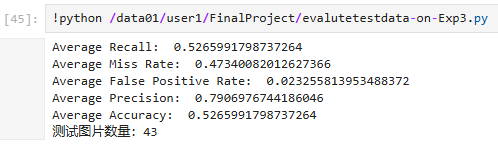 [45]: !python /data01/user1/FinalProject/evalutetestdata-on-Exp3.py
Average Recall:  0.5265991798737264
Average Miss Rate:  0.47340082012627366
Average False Positive Rate:  0.023255813953488372
Average Precision:  0.7906976744186046
Average Accuracy:  0.5265991798737264
测试图片数量: 43